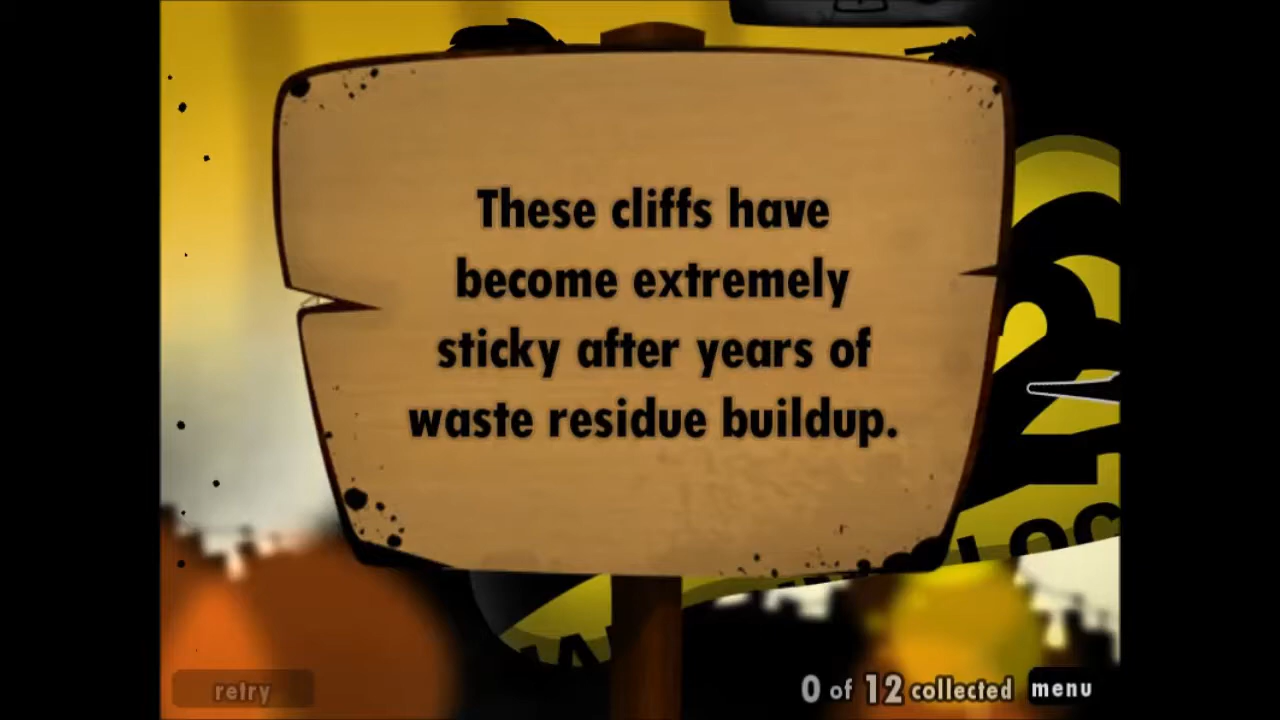 These cliffs have
become extremely
sticky after years of
waste residue buildup.
retry
0 of 12 collected
menu